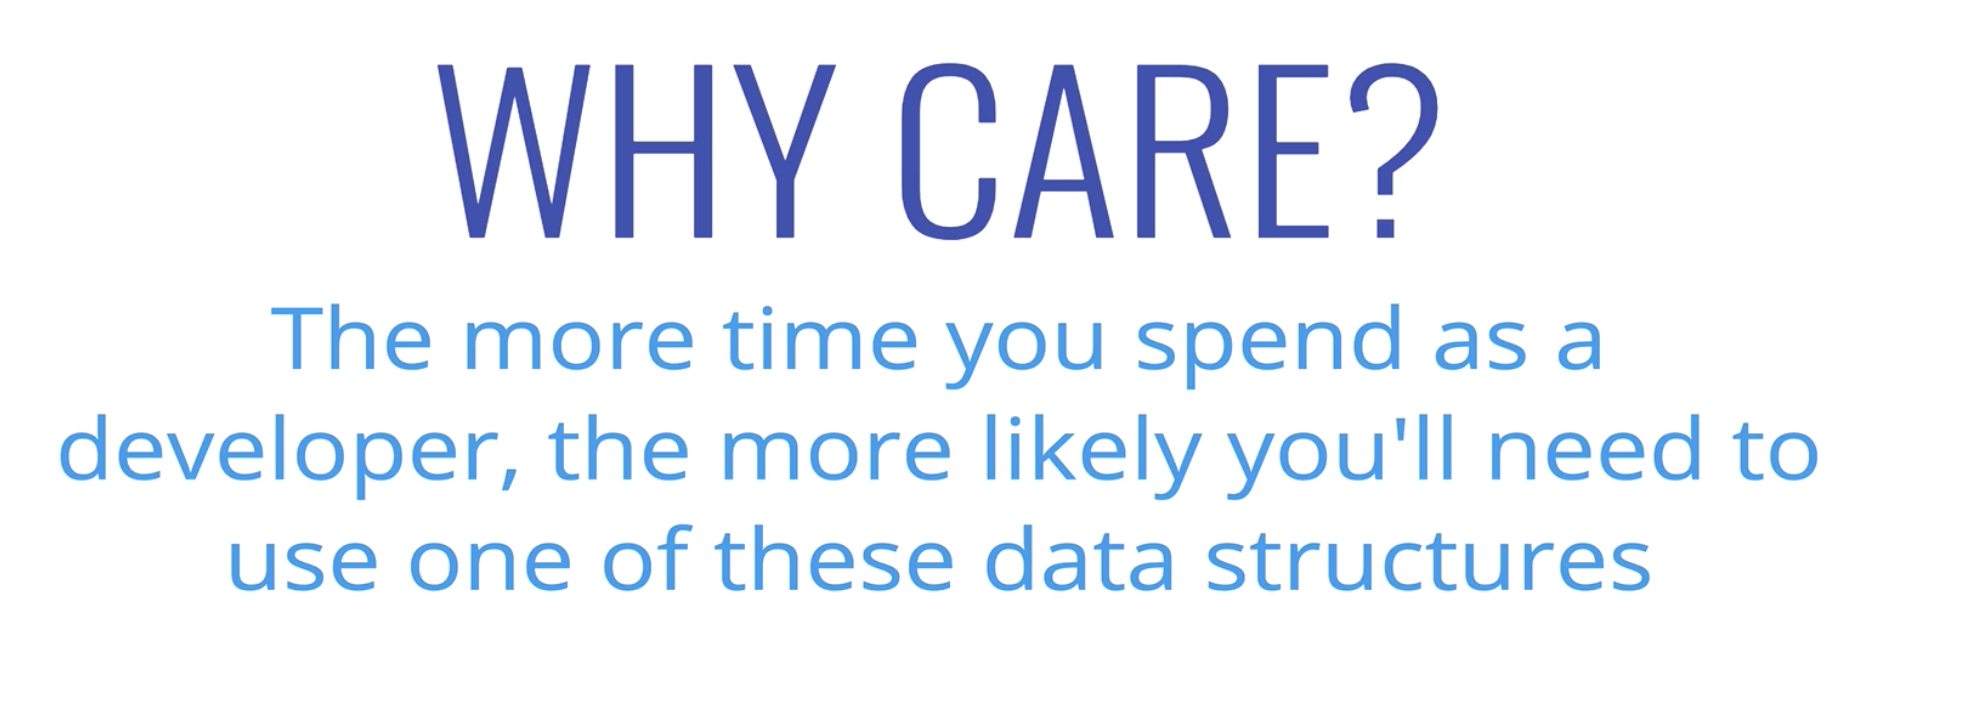 WHY CARE?
The more time you spend as a
developer, the more likely you'll need to
use one of these data structures